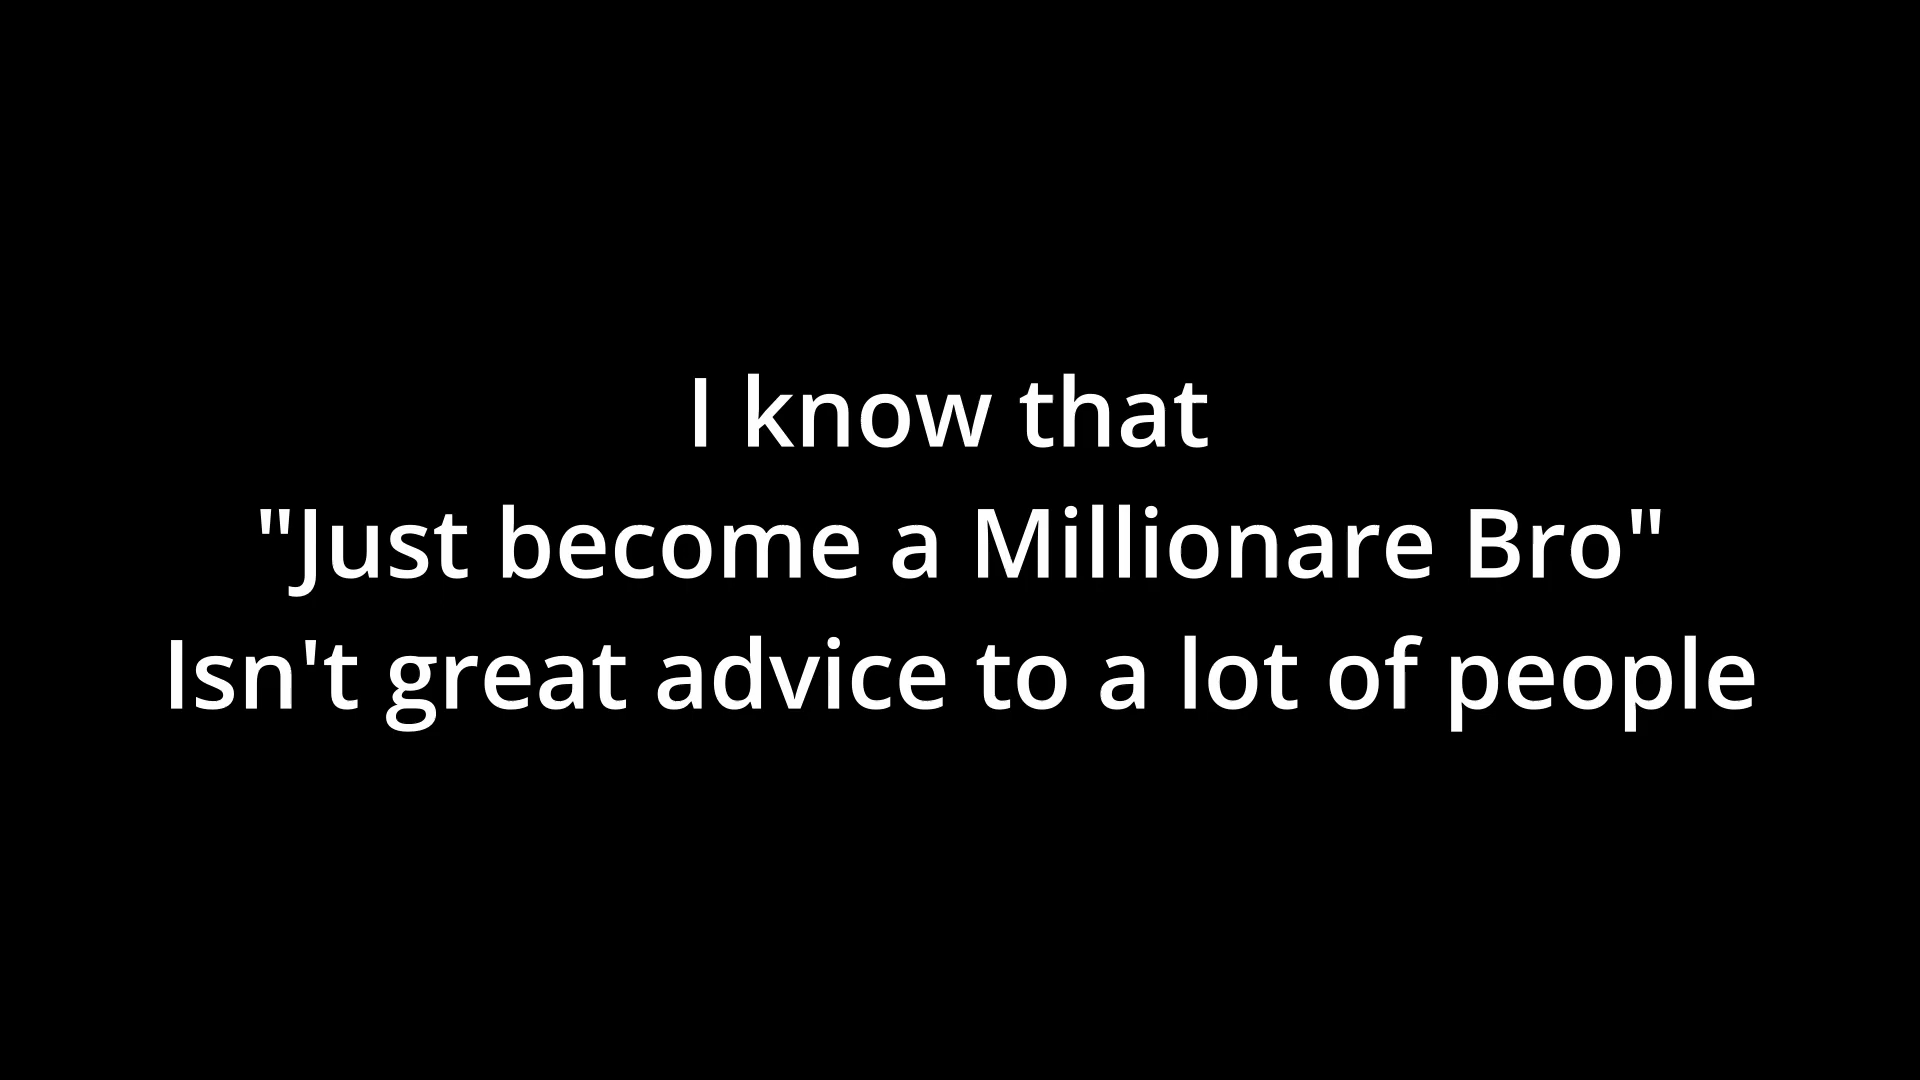 I know that
"Just become a Millionare Bro"
Isn't great advice to a lot of people